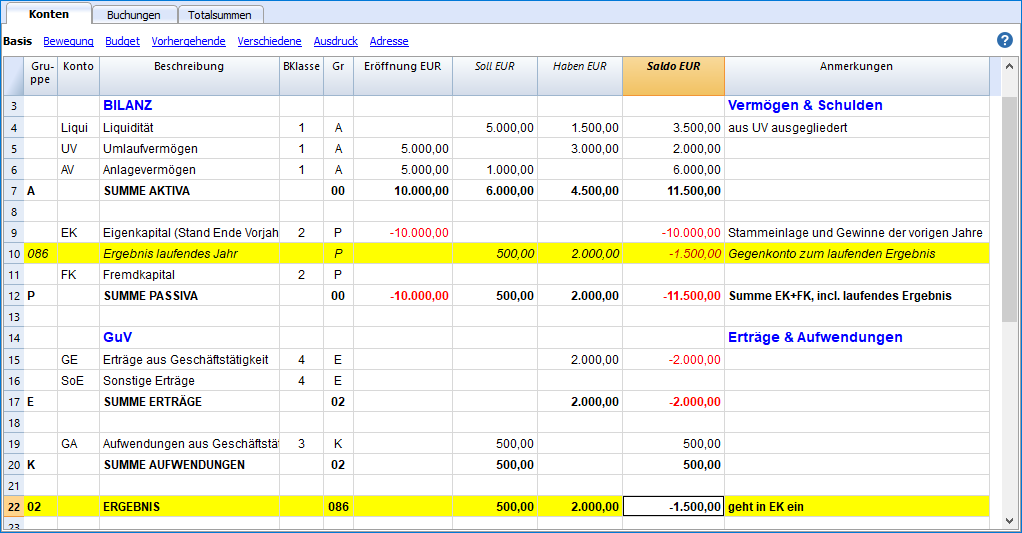 Konten Buchungen Totalsummen
Basis Bewegung Budget Vorhergehende Verschiedene Ausdruck Adresse ?
Gru-ppe Konto Beschreibung BKlasse Gr Eröffnung EUR Soll EUR Haben EUR Saldo EUR Anmerkungen
3 BILANZ Vermögen & Schulden
4 Liqui Liquidität 1 A 5.000,00 1.500,00 3.500,00 aus UV ausgegliedert
5 UV Umlaufvermögen 1 A 5.000,00 3.000,00 2.000,00
6 AV Anlagevermögen 1 A 5.000,00 1.000,00 6.000,00
7 A SUMME AKTIVA 00 10.000,00 6.000,00 4.500,00 11.500,00
8
9 EK Eigenkapital (Stand Ende Vorjah 2 P -10.000,00 -10.000,00 Stammeinlage und Gewinne der vorigen Jahre
10 086 Ergebnis laufendes Jahr P 500,00 2.000,00 -1.500,00 Gegenkonto zum laufenden Ergebnis
11 FK Fremdkapital 2 P
12 P SUMME PASSIVA 00 -10.000,00 500,00 2.000,00 -11.500,00 Summe EK+FK, incl. laufendes Ergebnis
13
14 GuV Erträge & Aufwendungen
15 GE Erträge aus Geschäftstätigkeit 4 E 2.000,00 -2.000,00
16 SoE Sonstige Erträge 4 E
17 E SUMME ERTRÄGE 02 2.000,00 -2.000,00
18
19 GA Aufwendungen aus Geschäftstä 3 K 500,00 500,00
20 K SUMME AUFWENDUNGEN 02 500,00 500,00
21
22 02 ERGEBNIS 086 500,00 2.000,00 -1.500,00 geht in EK ein
23